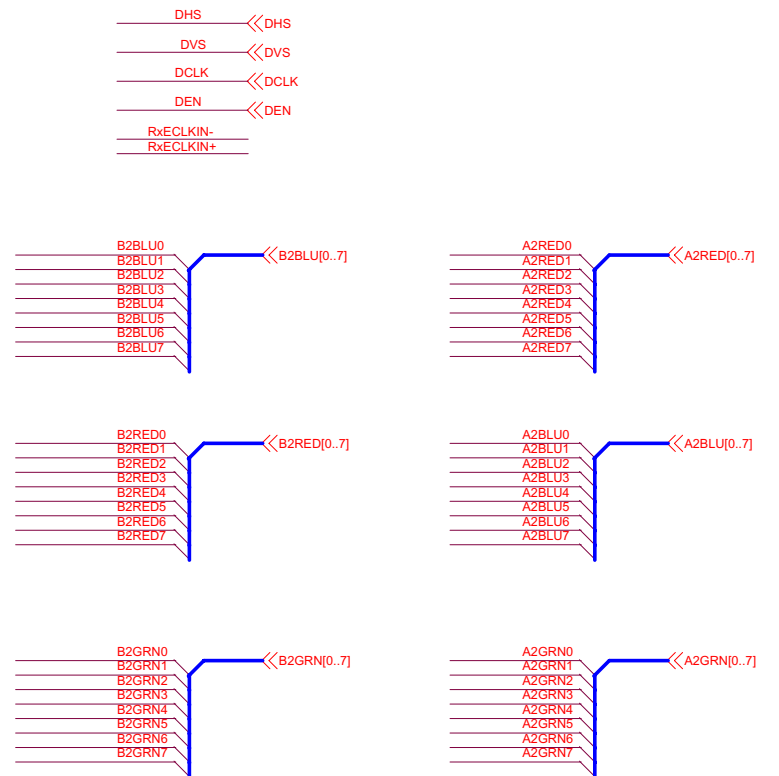 DHS DHS
DVS DVS
DCLK DCLK
DEN DEN
RxECLKIN-
RxECLKIN+
B2BLU0 B2BLU[0..7]
B2BLU1
B2BLU2
B2BLU3
B2BLU4
B2BLU5
B2BLU6
B2BLU7
A2RED0 A2RED[0..7]
A2RED1
A2RED2
A2RED3
A2RED4
A2RED5
A2RED6
A2RED7
B2RED0 B2RED[0..7]
B2RED1
B2RED2
B2RED3
B2RED4
B2RED5
B2RED6
B2RED7
A2BLU0 A2BLU[0..7]
A2BLU1
A2BLU2
A2BLU3
A2BLU4
A2BLU5
A2BLU6
A2BLU7
B2GRN0 B2GRN[0..7]
B2GRN1
B2GRN2
B2GRN3
B2GRN4
B2GRN5
B2GRN6
B2GRN7
A2GRN0 A2GRN[0..7]
A2GRN1
A2GRN2
A2GRN3
A2GRN4
A2GRN5
A2GRN6
A2GRN7